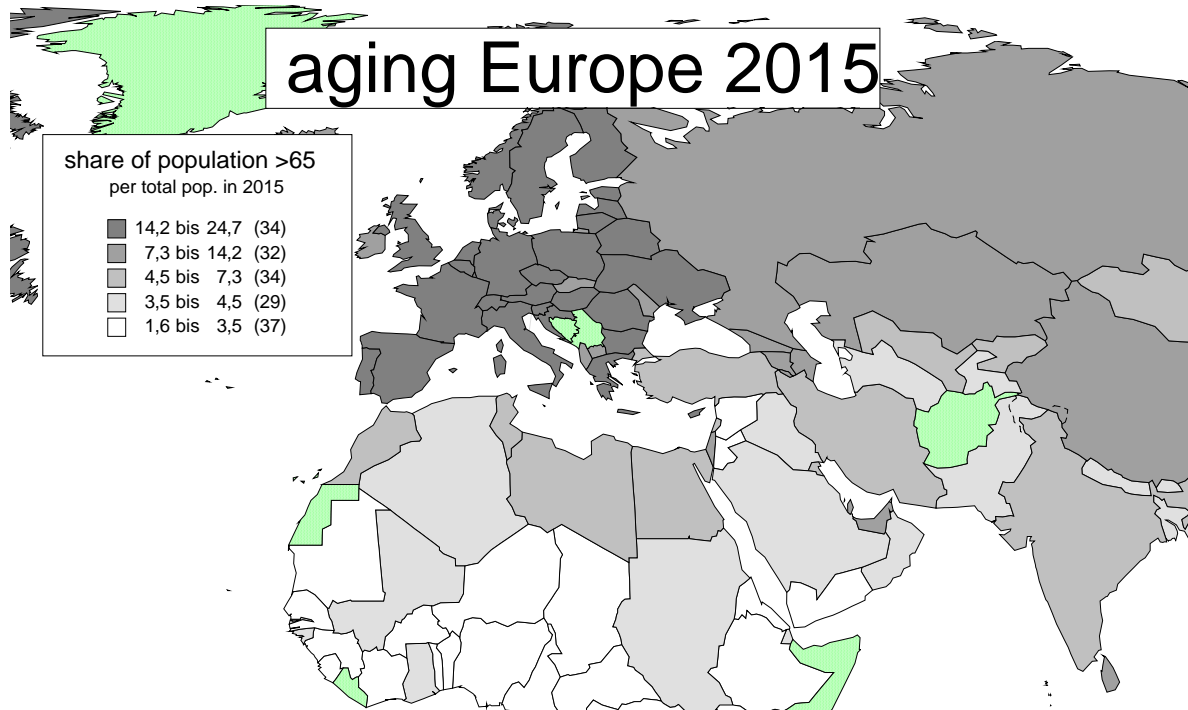 aging Europe 2015
share of population >65
per total pop. in 2015
14,2 bis 24,7 (34)
7,3 bis 14,2 (32)
4,5 bis 7,3 (34)
3,5 bis 4,5 (29)
1,6 bis 3,5 (37)